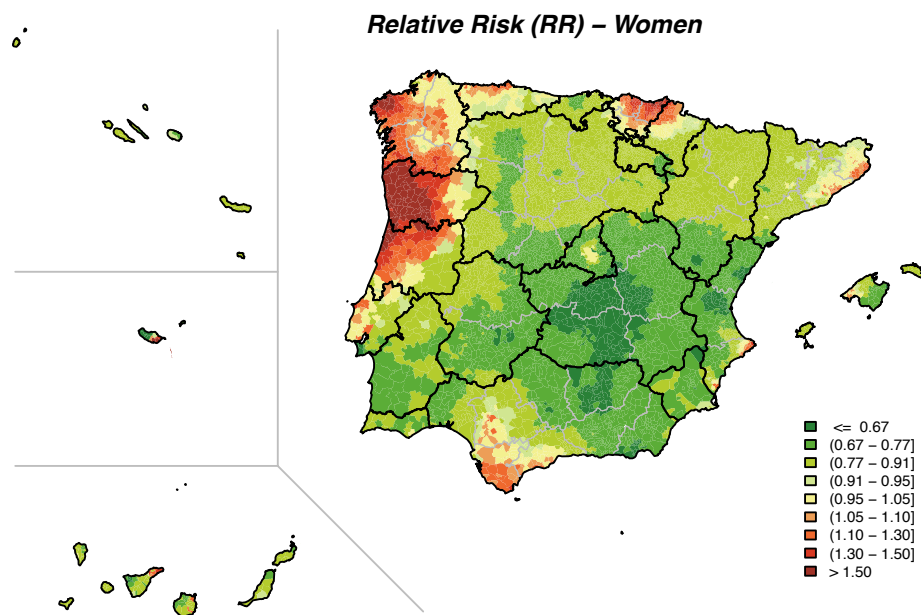 Relative Risk (RR) – Women
<= 0.67
(0.67 – 0.77]
(0.77 – 0.91]
(0.91 – 0.95]
(0.95 – 1.05]
(1.05 – 1.10]
(1.10 – 1.30]
(1.30 – 1.50]
> 1.50